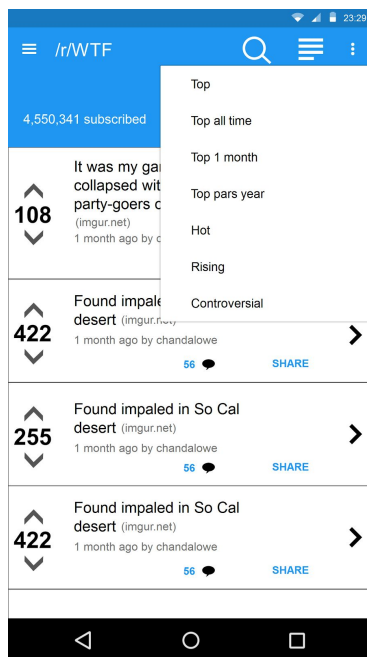 23:29
/r/WTF
Top
Top all time
4,550,341 subscribed
Top 1 month
Top pars year
Hot
Rising
Controversial
It was my
collapsed
party-goers
(imgur.net)
1 month ago by
108
Found
desert (imgur.net)
422
1 month ago by chandalowe
56
SHARE
Found impaled in So Cal
desert (imgur.net)
255
1 month ago by chandalowe
56
SHARE
Found impaled in So Cal
desert (imgur.net)
422
1 month ago by chandalowe
56
SHARE